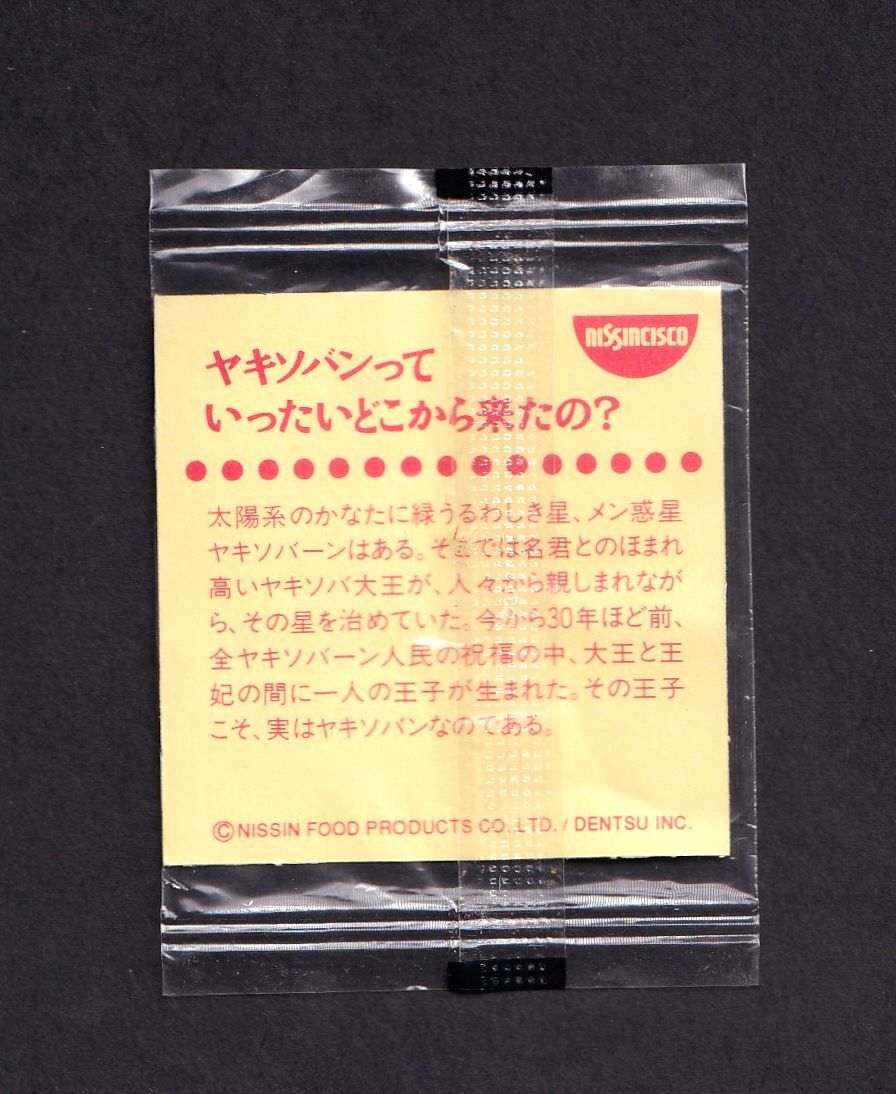 NISSINCISCO
ヤキソバンって
いったいどこから来たの?
太陽系のかなたに緑うるわしき星、メン惑星
ヤキソバーンはある。そこでは名君とのほまれ
高いヤキソバ大王が、人々から親しまれなが
ら、その星を治めていた。今から30年ほど前、
全ヤキソバーン人民の祝福の中、大王と王
妃の間に一人の王子が生まれた。その王子
こそ、実はヤキソバンなのである。
©NISSIN FOOD PRODUCTS CO.,LTD. / DENTSU INC.